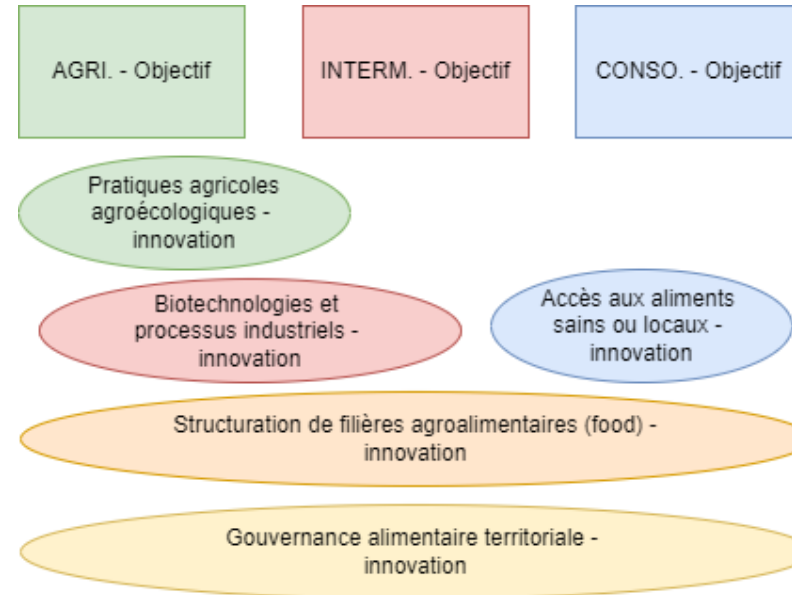 AGRI. - Objectif
INTERM. - Objectif
CONSO. - Objectif
Pratiques agricoles
agroécologiques -
innovation
Biotechnologies et
processus industriels -
innovation
Accès aux aliments
sains ou locaux -
innovation
Structuration de filières agroalimentaires (food) -
innovation
Gouvernance alimentaire territoriale -
innovation